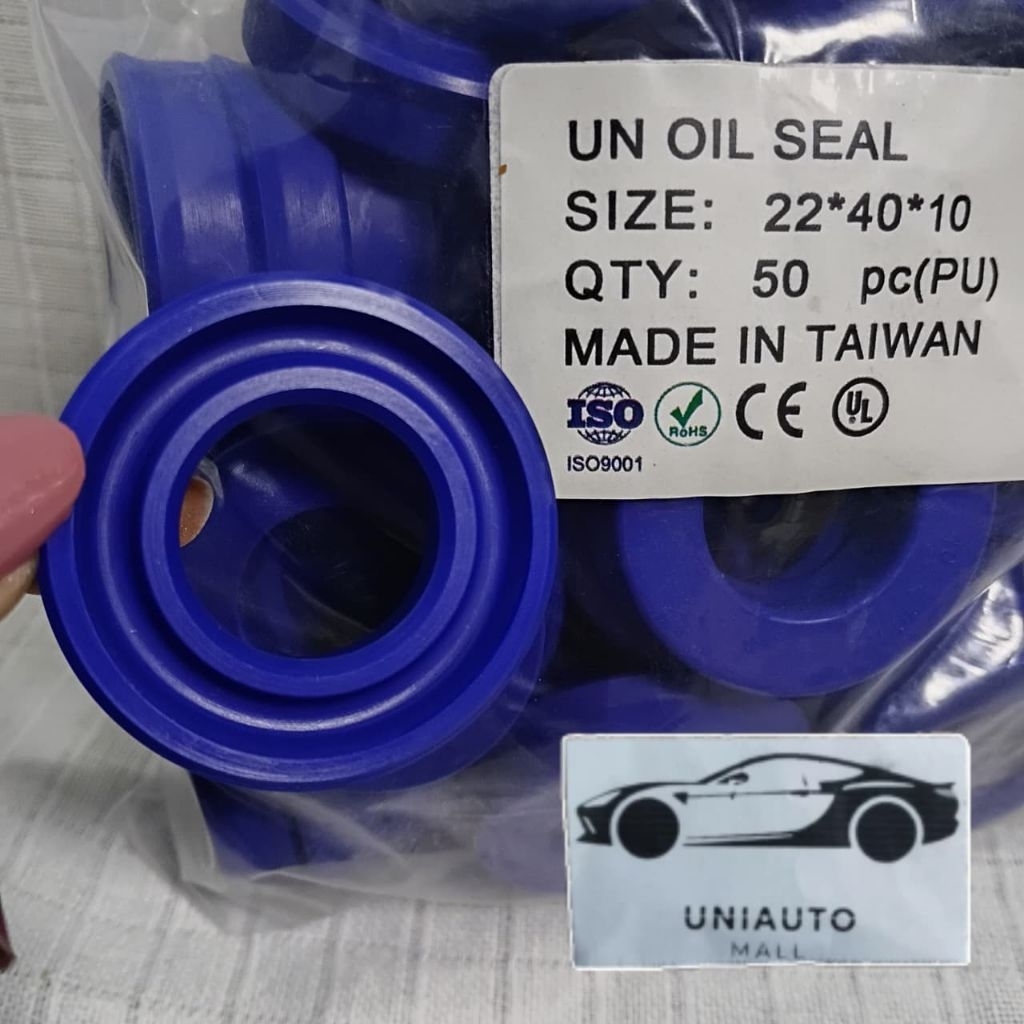 UN OIL SEAL
SIZE: 22*40*10
QTY: 50 pc(PU)
MADE IN TAIWAN
ISO RoHS CE UL
ISO9001
UNIAUTO
MALL